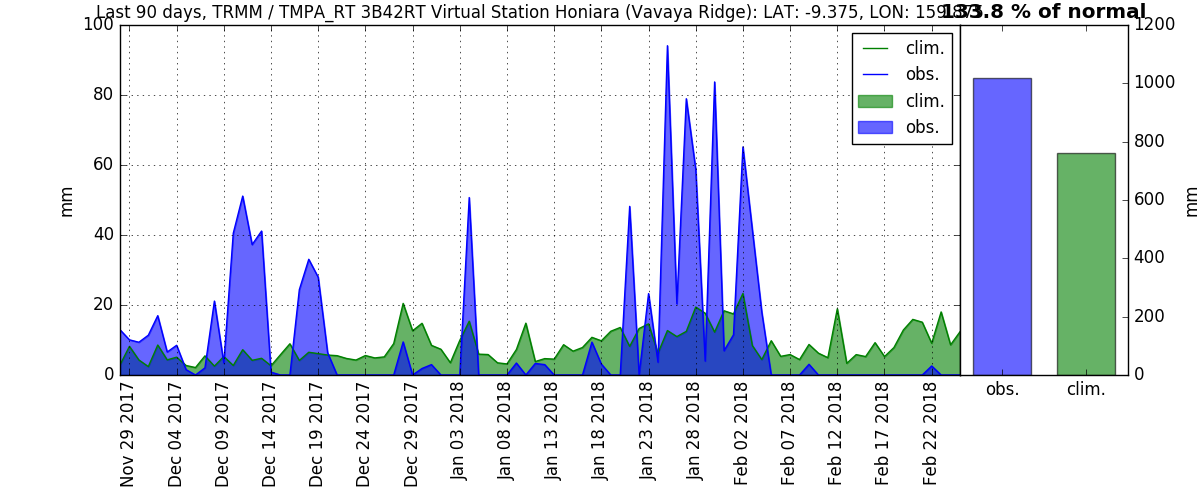 Last 90 days, TRMM / TMPA_RT 3B42RT Virtual Station Honiara (Vavaya Ridge): LAT: -9.375, LON:
133.8 % of normal
100
80
60
40
20
0
mm
clim.
obs.
clim.
obs.
1200
1000
800
600
400
200
0
mm
obs.
clim.
Nov 29 2017
Dec 04 2017
Dec 09 2017
Dec 14 2017
Dec 19 2017
Dec 24 2017
Dec 29 2017
Jan 03 2018
Jan 08 2018
Jan 13 2018
Jan 18 2018
Jan 23 2018
Jan 28 2018
Feb 02 2018
Feb 07 2018
Feb 12 2018
Feb 17 2018
Feb 22 2018